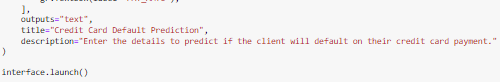 ],
outputs="text",
title="Credit Card Default Prediction",
description="Enter the details to predict if the client will default on their credit card payment."
)
interface.launch()